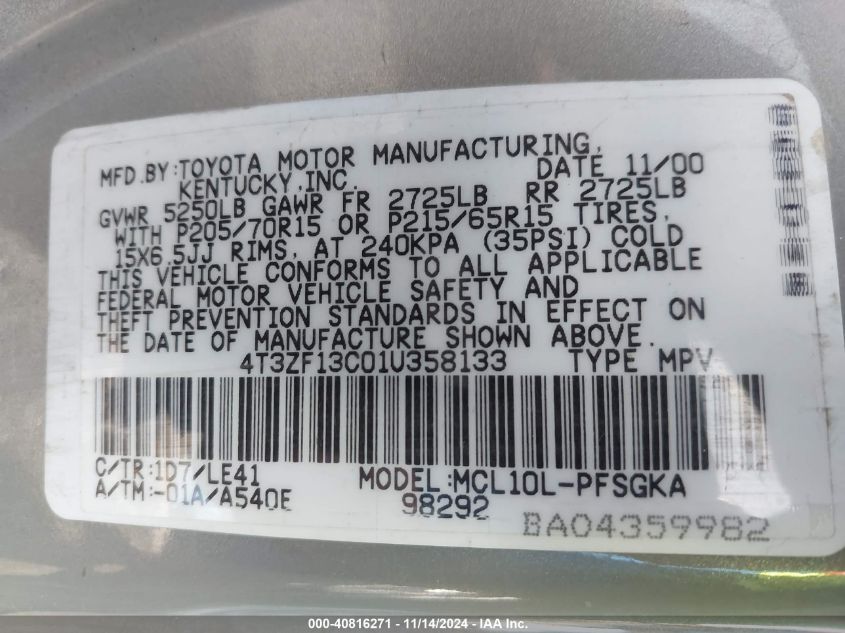 MFD.BY:TOYOTA MOTOR MANUFACTURING,
KENTUCKY,INC. DATE 11/00
GVWR 5250LB GAWR FR 2725LB RR 2725LB
WITH P205/70R15 OR P215/65R15 TIRES,
15X6.5JJ RIMS, AT 240KPA (35PSI) COLD
THIS VEHICLE CONFORMS TO ALL APPLICABLE
FEDERAL MOTOR VEHICLE SAFETY AND
THEFT PREVENTION STANDARDS IN EFFECT ON
THE DATE OF MANUFACTURE SHOWN ABOVE.
4T3ZF13C01U358133 TYPE MPV
C/TR:1D7/LE41 MODEL:MCL10L-PFSGKA
A/TM:-01A/A540E 98292
BA04359982
000-40816271 - 11/14/2024 - IAA Inc.